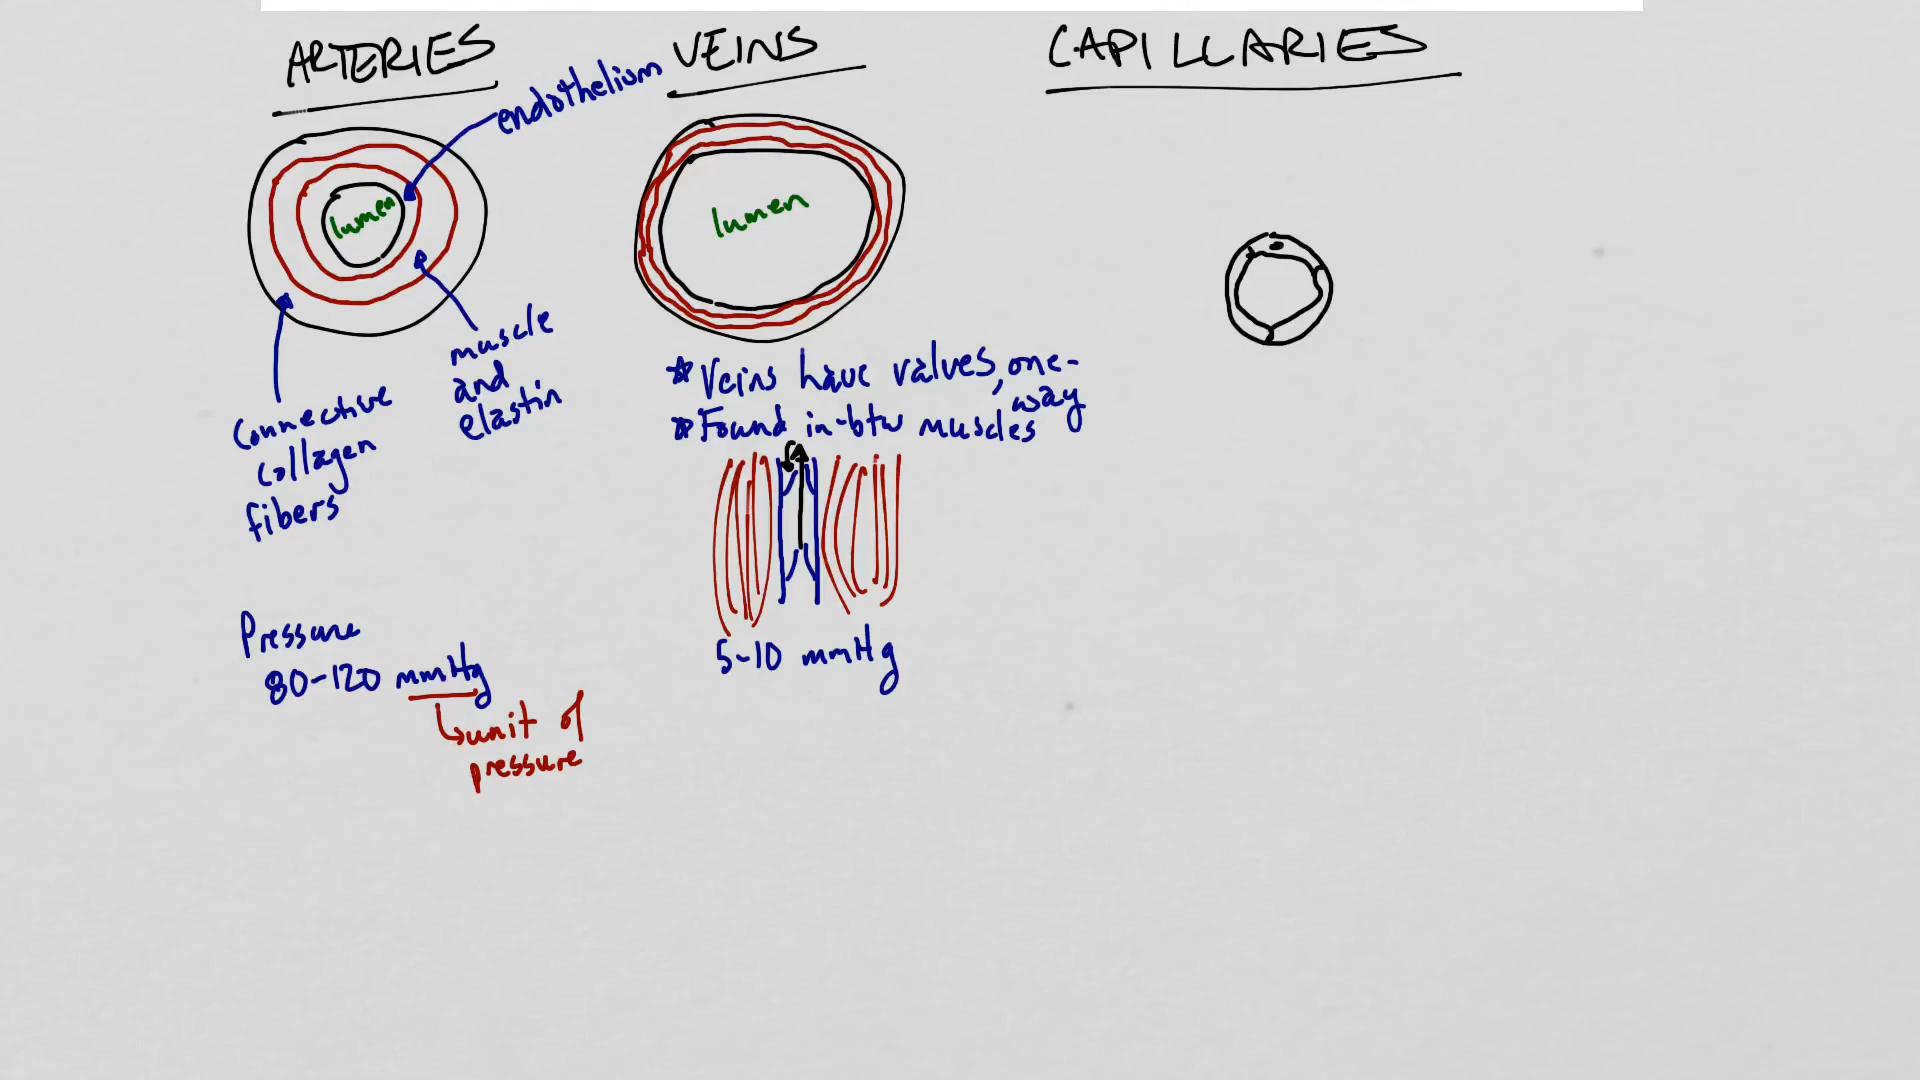 ARTERIES
endothelium
lumen
muscle
and
elastin
connective
collagen
fibers
Pressure
80-120 mmHg
unit of
pressure
VEINS
lumen
*Veins have valves, one-
way
*Found in-btw muscles
5-10 mmHg
CAPILLARIES